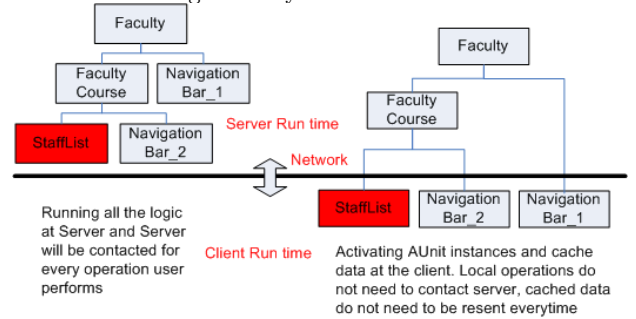 Faculty
Faculty
Course
Navigation
Bar_1
StaffList
Navigation
Bar_2
Server Run time
Network
Client Run time
Running all the logic
at Server and Server
will be contacted for
every operation user
performs
Faculty
Faculty
Course
StaffList
Navigation
Bar_2
Navigation
Bar_1
Activating AUnit instances and cache
data at the client. Local operations do
not need to contact server, cached data
do not need to be resent everytime